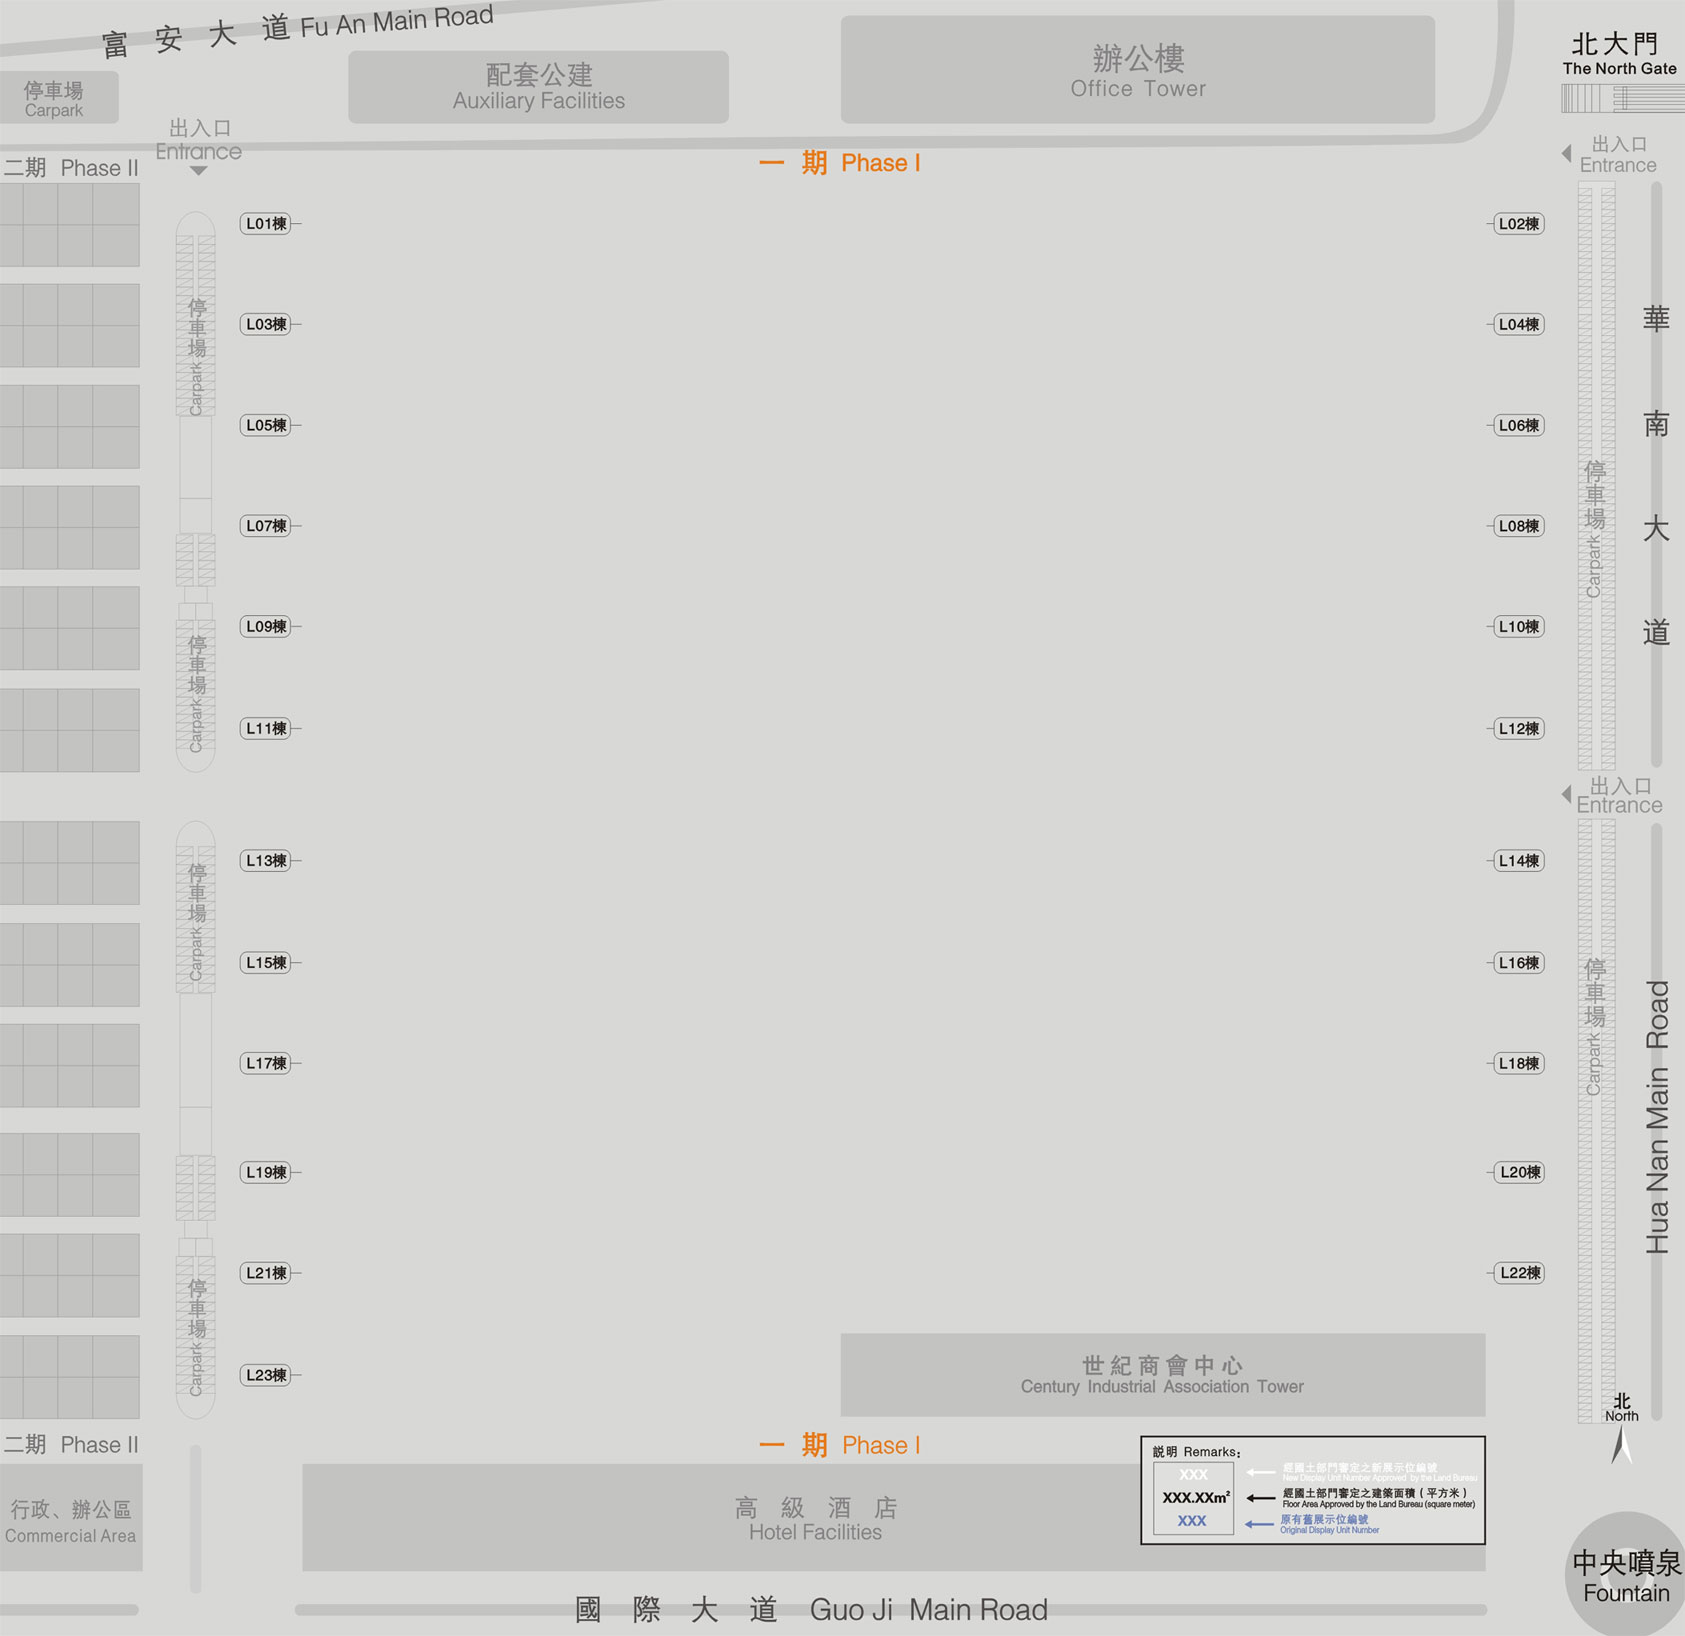 富安大道 Fu An Main Road
停車場
Carpark
配套公建
Auxiliary Facilities
辦公樓
Office Tower
北大門
The North Gate
出入口
Entrance
出入口
Entrance
二期 Phase II
一期 Phase I
L01棟
L02棟
L03棟
L04棟
L05棟
L06棟
L07棟
L08棟
L09棟
L10棟
L11棟
L12棟
停車場 Carpark
停車場 Carpark
停車場 Carpark
華南大道
出入口
Entrance
L13棟
L14棟
L15棟
L16棟
L17棟
L18棟
L19棟
L20棟
L21棟
L22棟
L23棟
停車場 Carpark
停車場 Carpark
停車場 Carpark
Hua Nan Main Road
世紀商會中心
Century Industrial Association Tower
北
North
二期 Phase II
一期 Phase I
説明 Remarks:
XXX
經國土部門審定之新展示位編號
New Display Unit Number Approved by the Land Bureau
XXX.XXm²
經國土部門審定之建築面積(平方米)
Floor Area Approved by the Land Bureau (square meter)
XXX
原有舊展示位編號
Original Display Unit Number
行政、辦公區
Commercial Area
高級酒店
Hotel Facilities
中央噴泉
Fountain
國際大道 Guo Ji Main Road